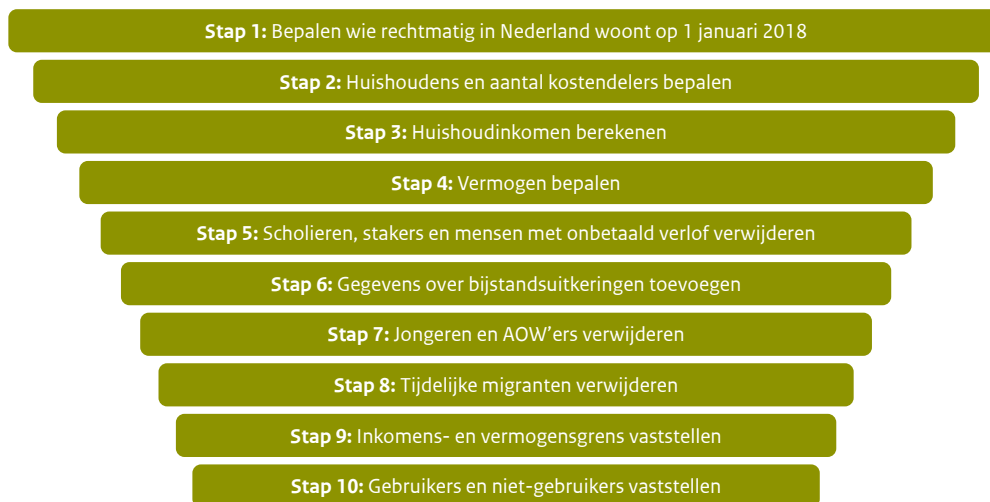 Stap 1: Bepalen wie rechtmatig in Nederland woont op 1 januari 2018
Stap 2: Huishoudens en aantal kostendelers bepalen
Stap 3: Huishoudinkomen berekenen
Stap 4: Vermogen bepalen
Stap 5: Scholieren, stakers en mensen met onbetaald verlof verwijderen
Stap 6: Gegevens over bijstandsuitkeringen toevoegen
Stap 7: Jongeren en AOW’ers verwijderen
Stap 8: Tijdelijke migranten verwijderen
Stap 9: Inkomens- en vermogensgrens vaststellen
Stap 10: Gebruikers en niet-gebruikers vaststellen